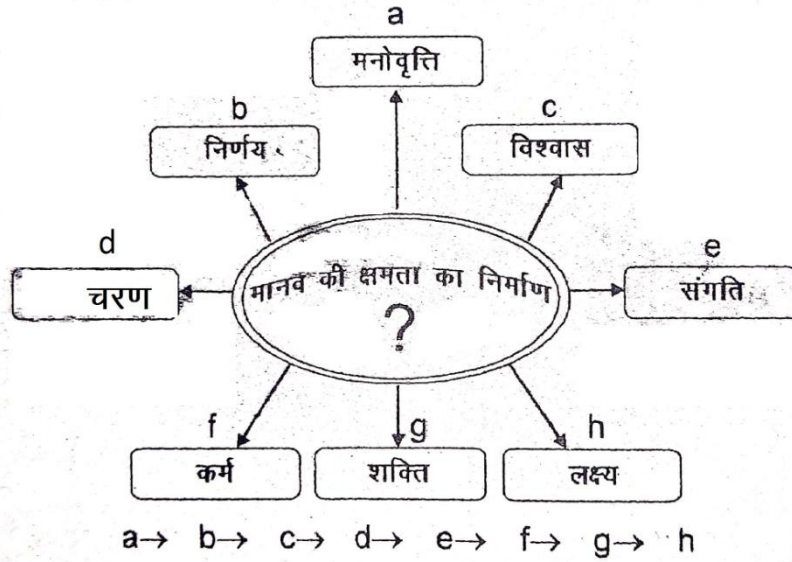 a
मनोवृत्ति
b
निर्णय
c
विश्वास
d
चरण
e
संगति
मानव की क्षमता का निर्माण
?
f
कर्म
g
शक्ति
h
लक्ष्य
a→ b→ c→ d→ e→ f→ g→ h